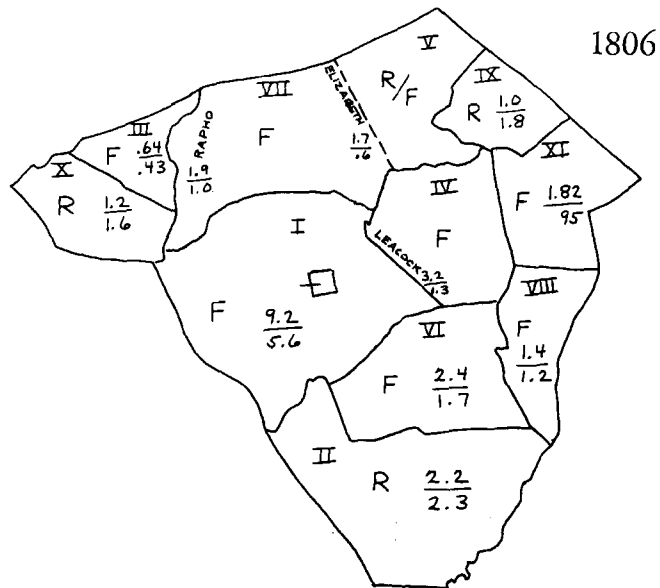 1806
V
R/F
IX
R 1.0/1.8
ELIZABETH
VII
F
1.7/.6
III
F .64/.43
RAPHO
1.9/1.0
X
R 1.2/1.6
XI
F 1.82/95
IV
F
LEACOCK 3.2/1.3
I
F 9.2/5.6
VIII
F
1.4/1.2
VI
F 2.4/1.7
II
R 2.2/2.3